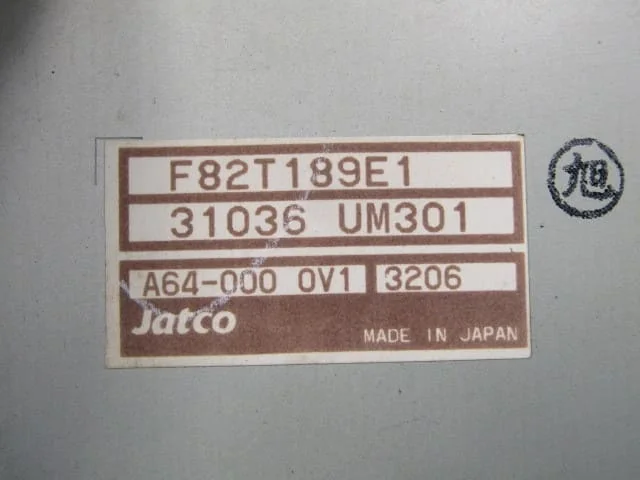 F82T189E1
31036 UM301
A64-000 0V1 3206
Jatco
MADE IN JAPAN
旭